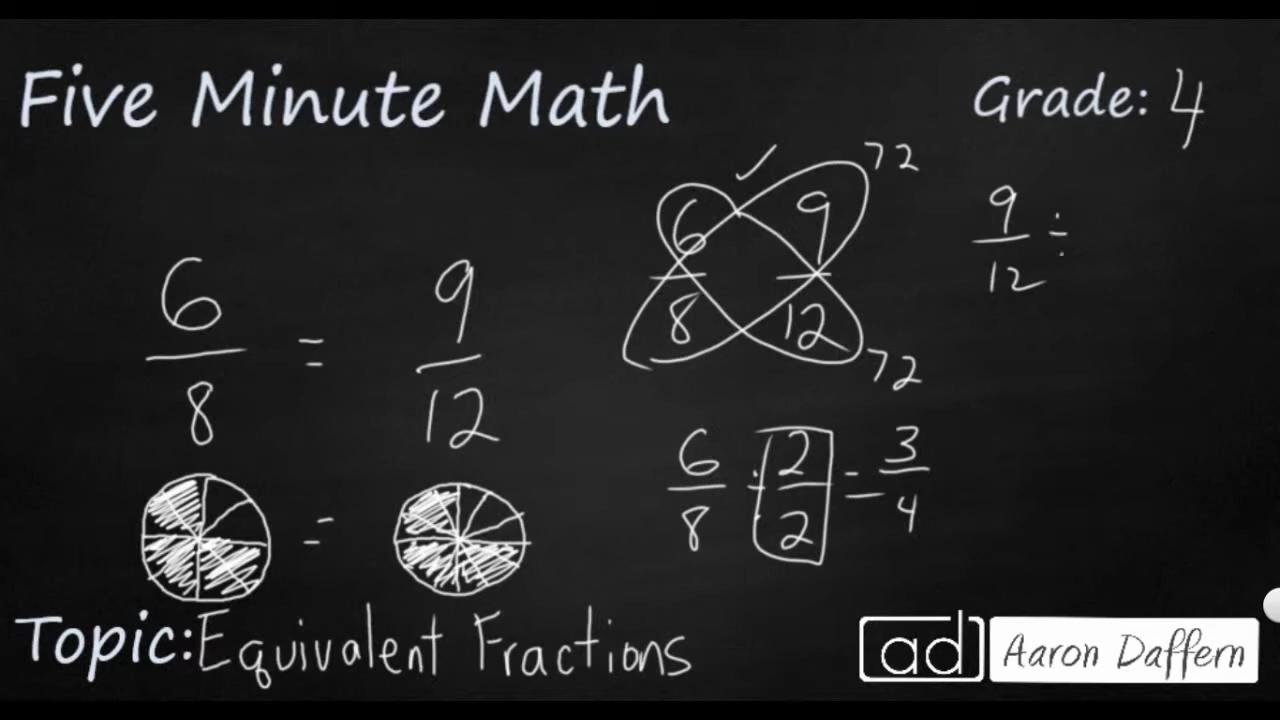 Five Minute Math
Grade: 4
6/8 = 9/12
6/8 9/12 ✓
72
72
9/12 ÷
6/8 ÷ 2/2 = 3/4
=
Topic: Equivalent Fractions
ad Aaron Daffern